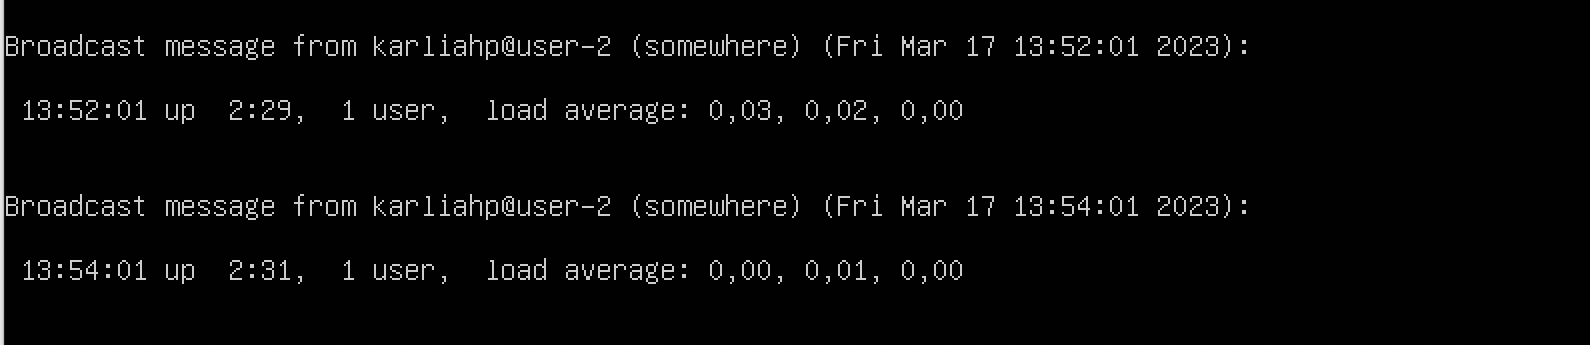 Broadcast message from karliahp@user-2 (somewhere) (Fri Mar 17 13:52:01 2023):
13:52:01 up  2:29,  1 user,  load average: 0,03, 0,02, 0,00
Broadcast message from karliahp@user-2 (somewhere) (Fri Mar 17 13:54:01 2023):
13:54:01 up  2:31,  1 user,  load average: 0,00, 0,01, 0,00